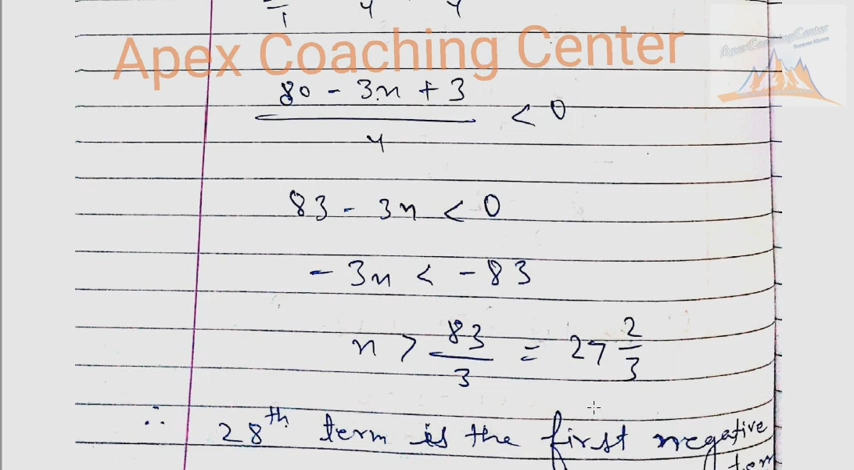 Apex Coaching Center
80 - 3n + 3 / 4 < 0
83 - 3n < 0
- 3n < - 83
n > 83/3 = 27 2/3
∴ 28th term is the first negative
term